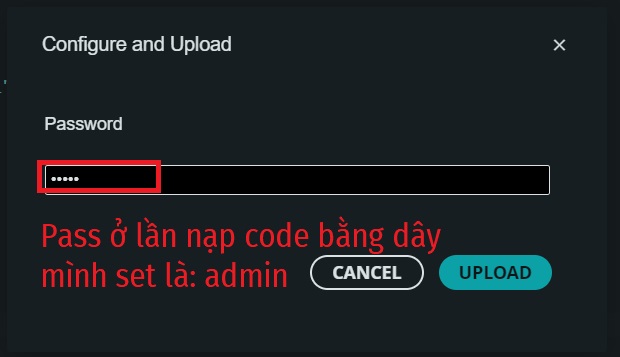 Configure and Upload
Password
•••••
Pass ở lần nạp code bằng dây
mình set là: admin
CANCEL
UPLOAD